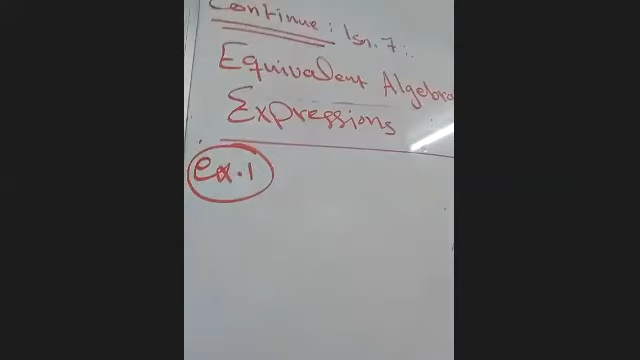 Continue: lsn. 7:.
Equivalent Algebra
Expressions
ex.1